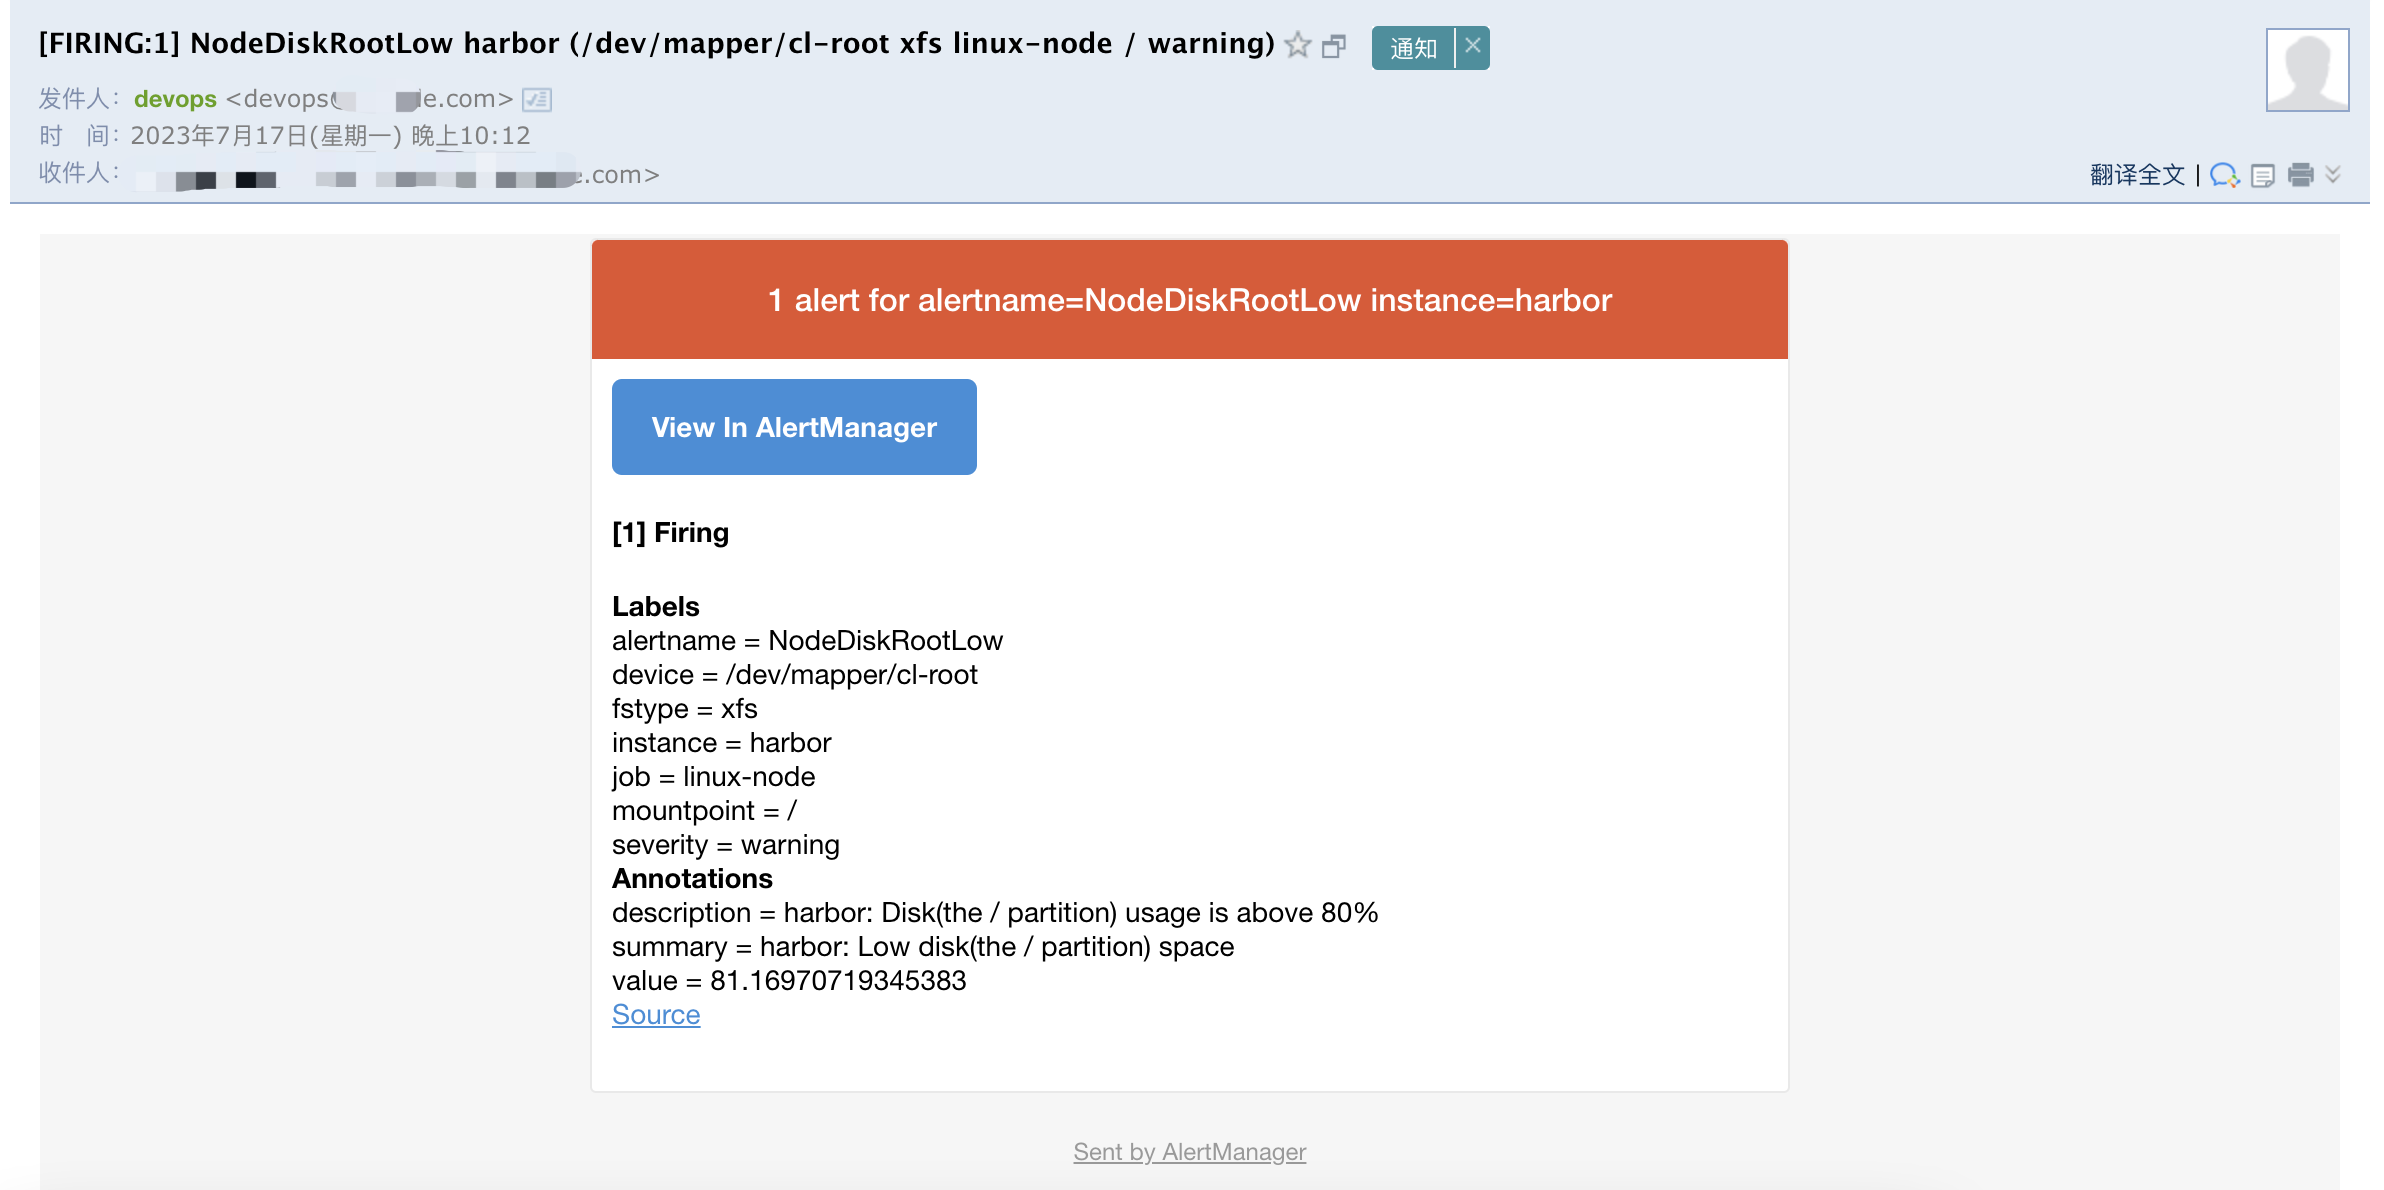 [FIRING:1] NodeDiskRootLow harbor (/dev/mapper/cl-root xfs linux-node / warning) 通知
发件人： devops <devops le.com>
时 间： 2023年7月17日(星期一) 晚上10:12
收件人： .com>
翻译全文 |
1 alert for alertname=NodeDiskRootLow instance=harbor
View In AlertManager
[1] Firing
Labels
alertname = NodeDiskRootLow
device = /dev/mapper/cl-root
fstype = xfs
instance = harbor
job = linux-node
mountpoint = /
severity = warning
Annotations
description = harbor: Disk(the / partition) usage is above 80%
summary = harbor: Low disk(the / partition) space
value = 81.16970719345383
Source
Sent by AlertManager